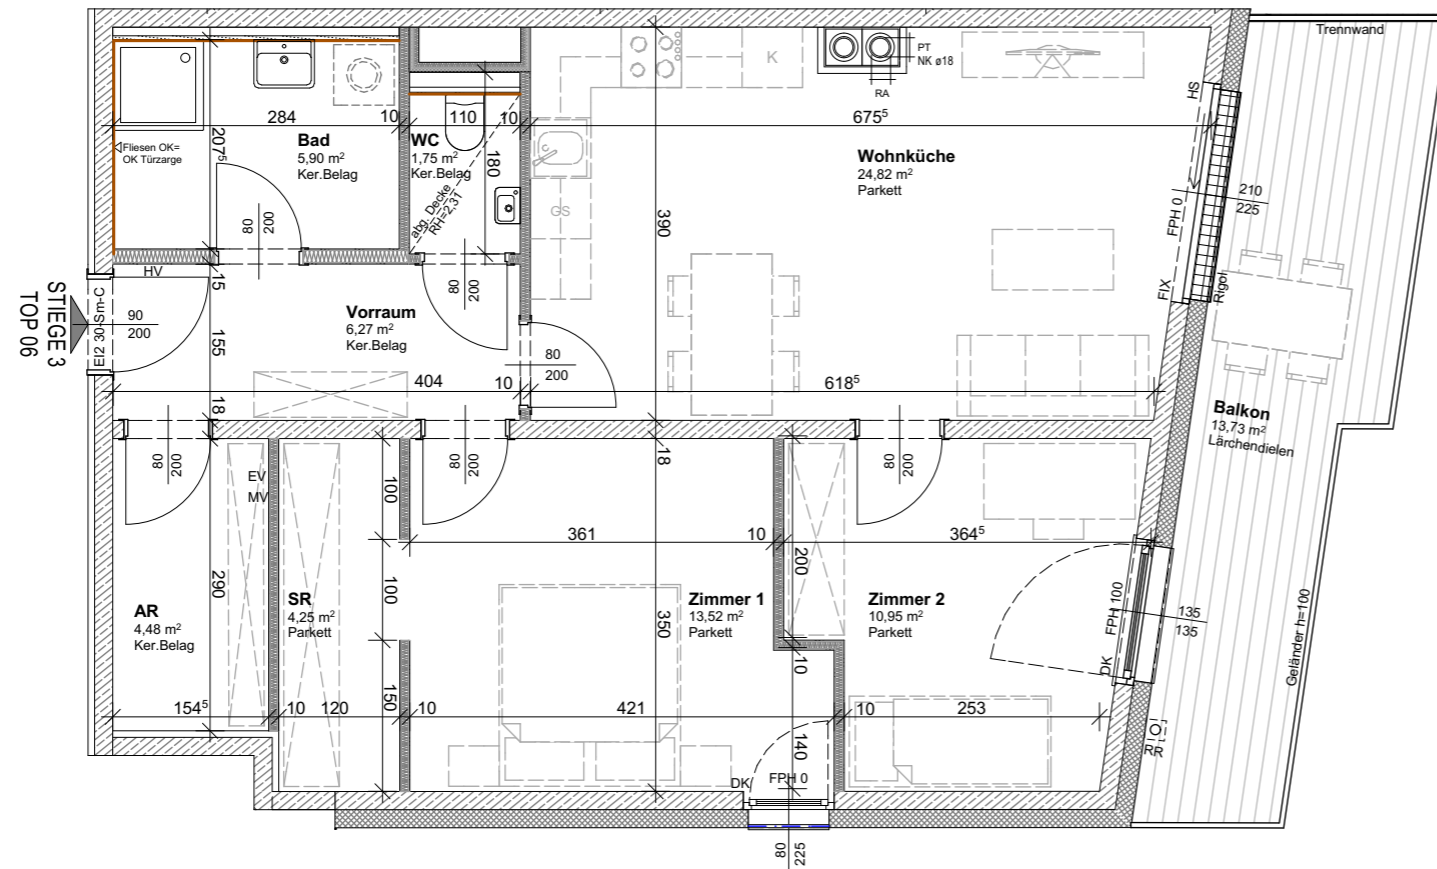 Trennwand
PT
NK ø18
RA
K
HS
284
10
110
10
675⁵
Bad
5,90 m²
Ker.Belag
WC
1,75 m²
Ker.Belag
Wohnküche
24,82 m²
Parkett
Fliesen OK=
OK Türzarge
207⁵
180
abg. Decke
RH=2,31
GS
390
FPH 0
210
225
80
200
80
200
HV
15
FIX
Rigol
STIEGE 3
TOP 06
EI2 30-Sm-C
90
200
Vorraum
6,27 m²
Ker.Belag
155
80
200
404
10
618⁵
18
Balkon
13,73 m²
Lärchendielen
80
200
80
200
80
200
18
EV
MV
100
361
10
200
364⁵
290
100
350
AR
4,48 m²
Ker.Belag
SR
4,25 m²
Parkett
Zimmer 1
13,52 m²
Parkett
Zimmer 2
10,95 m²
Parkett
FPH 100
135
135
Geländer h=100
10
DK
150
154⁵
10
120
10
421
10
253
140
RR
DK
FPH 0
80
225